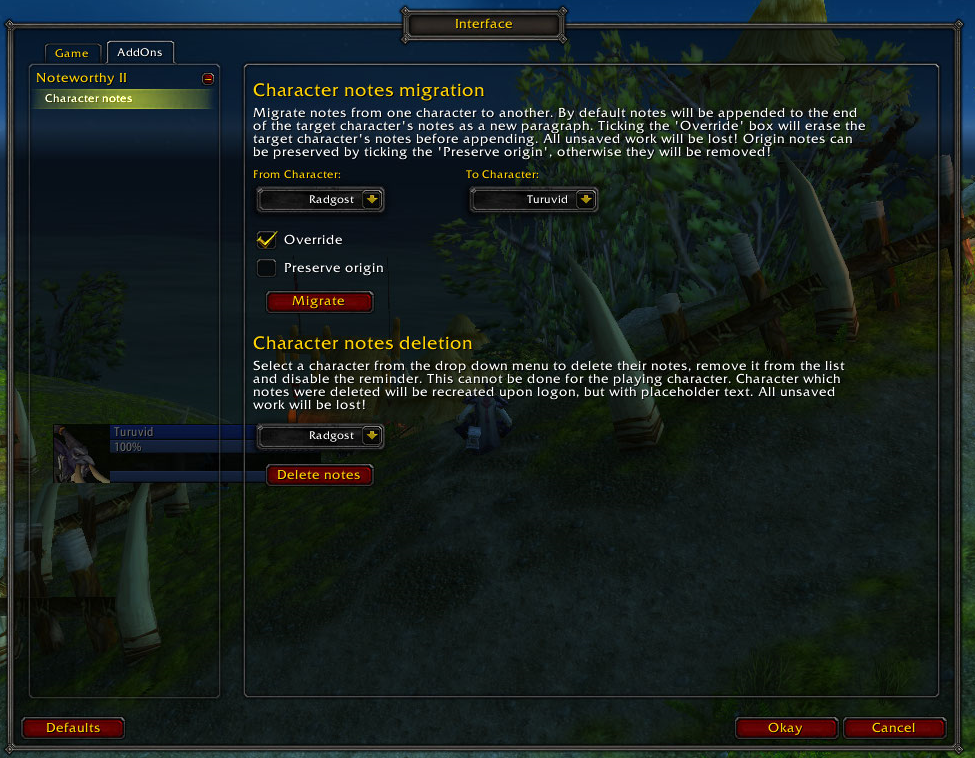 Interface
Game
AddOns
Noteworthy II
Character notes
Character notes migration
Migrate notes from one character to another. By default notes will be appended to the end
of the target character's notes as a new paragraph. Ticking the 'Override' box will erase the
target character's notes before appending. All unsaved work will be lost! Origin notes can
be preserved by ticking the 'Preserve origin', otherwise they will be removed!
From Character:
To Character:
Radgost
Turuvid
Override
Preserve origin
Migrate
Character notes deletion
Select a character from the drop down menu to delete their notes, remove it from the list
and disable the reminder. This cannot be done for the playing character. Character which
notes were deleted will be recreated upon logon, but with placeholder text. All unsaved
work will be lost!
Turuvid
100%
Radgost
Delete notes
Defaults
Okay
Cancel